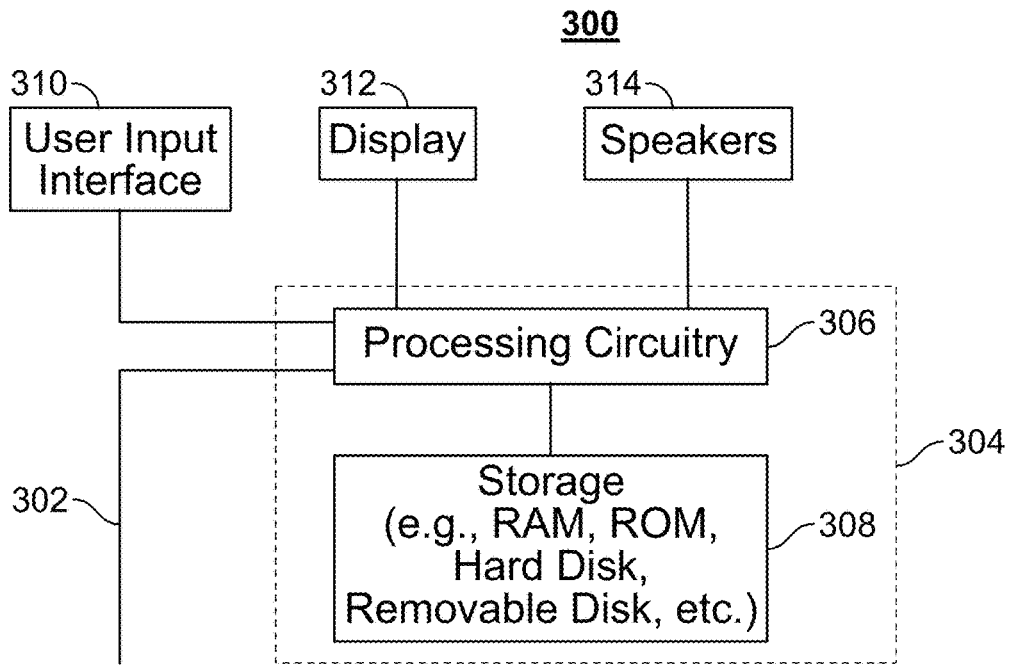 300
310
312
314
User Input
Interface
Display
Speakers
Processing Circuitry
306
304
302
Storage
(e.g., RAM, ROM,
Hard Disk,
Removable Disk, etc.)
308